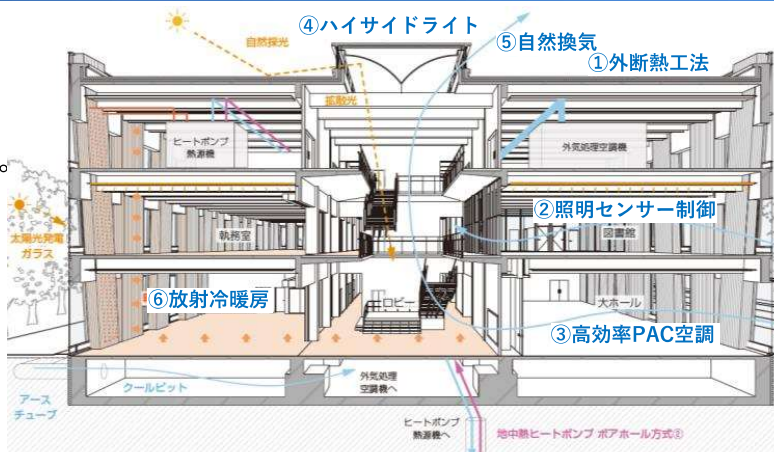 ④ハイサイドライト
⑤自然換気
自然採光
①外断熱工法
拡散光
ヒートポンプ
熱源機
外気処理空調機
。
②照明センサー制御
太陽光発電
ガラス
執務室
図書館
⑥放射冷暖房
ロビー
大ホール
③高効率PAC空調
クールピット
外気処理
空調機へ
アース
チューブ
ヒートポンプ
熱源機へ
地中熱ヒートポンプ ボアホール方式②